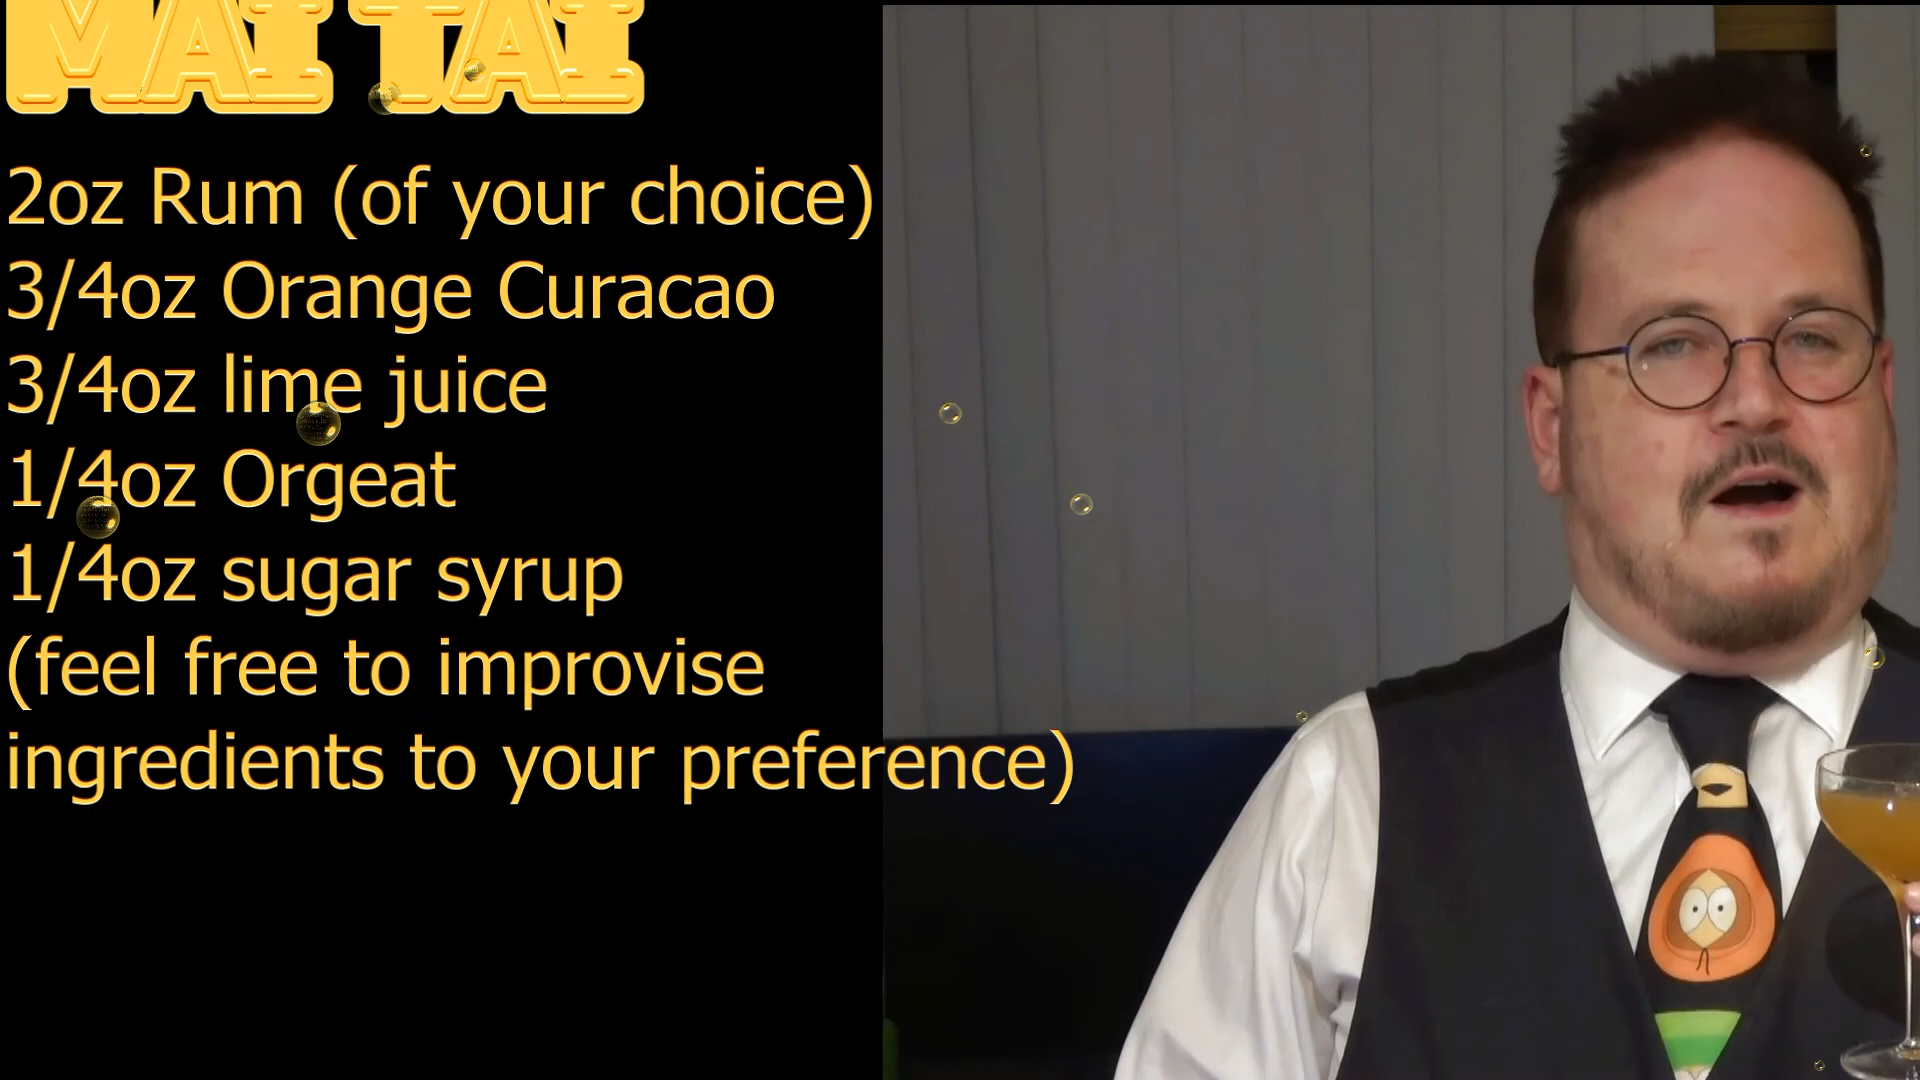 MAI TAI
2oz Rum (of your choice)
3/4oz Orange Curacao
3/4oz lime juice
1/4oz Orgeat
1/4oz sugar syrup
(feel free to improvise
ingredients to your preference)